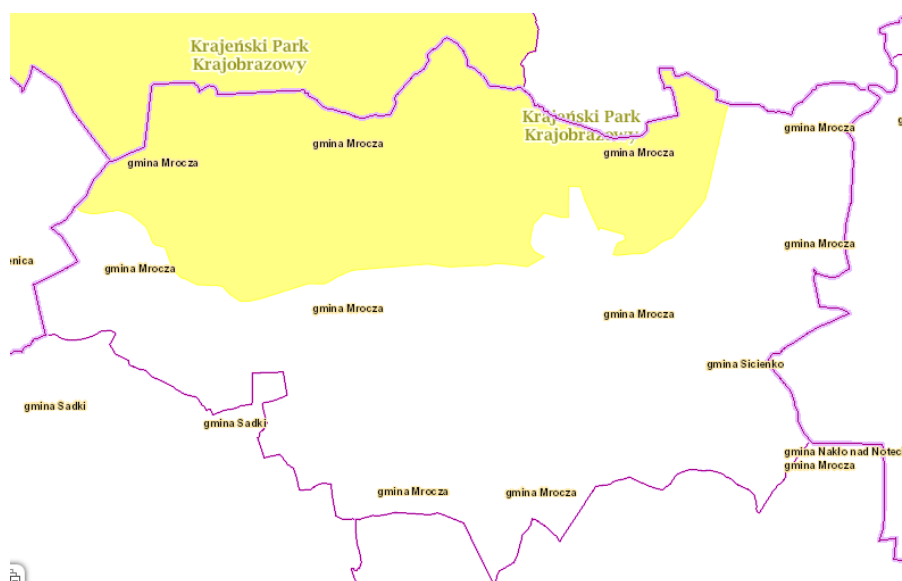 Krajeński Park
Krajobrazowy
Krajeński Park
Krajobrazowy
gmina Mrocza
gmina Mrocza
gmina Mrocza
gmina Mrocza
gmina Mrocza
enica
gmina Mrocza
gmina Mrocza
gmina Mrocza
gmina Sicienko
gmina Sadki
gmina Sadki
gmina Nakło nad Notec
gmina Mrocza
gmina Mrocza
gmina Mrocza